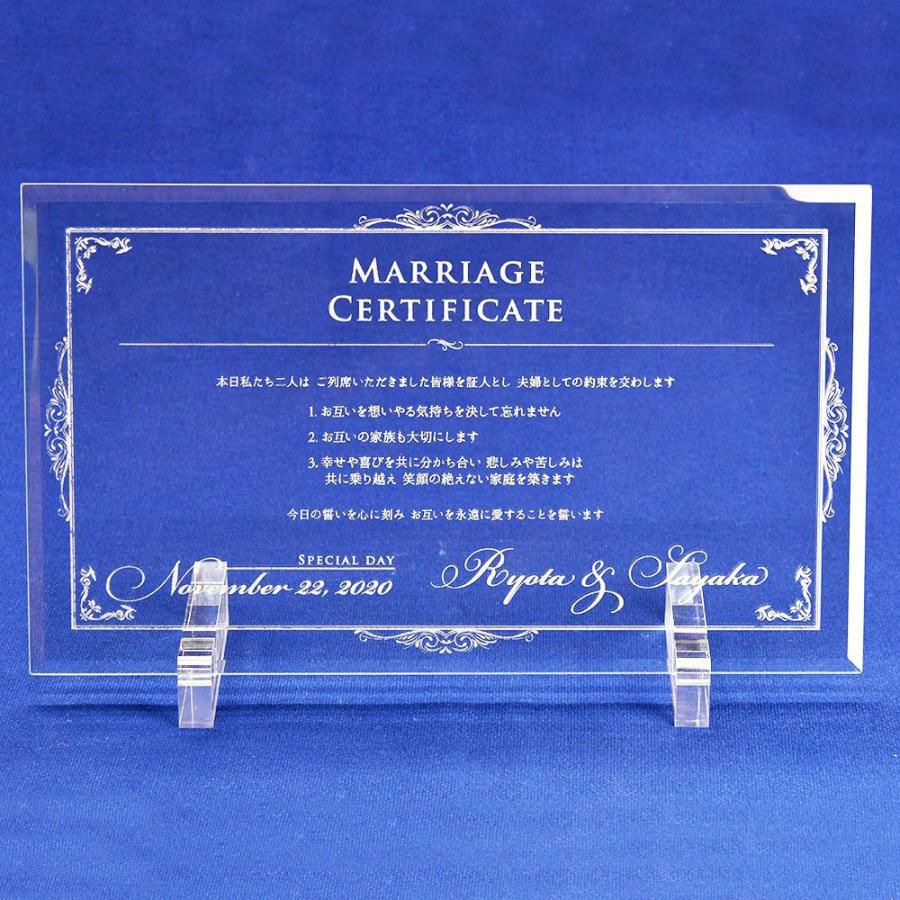 MARRIAGE
CERTIFICATE
本日私たち二人は ご列席いただきました皆様を証人とし 夫婦としての約束を交わします
1. お互いを想いやる気持ちを決して忘れません
2. お互いの家族も大切にします
3. 幸せや喜びを共に分かち合い 悲しみや苦しみは
共に乗り越え 笑顔の絶えない家庭を築きます
今日の誓いを心に刻み お互いを永遠に愛することを誓います
SPECIAL DAY
November 22, 2020
Ryota & Sayaka